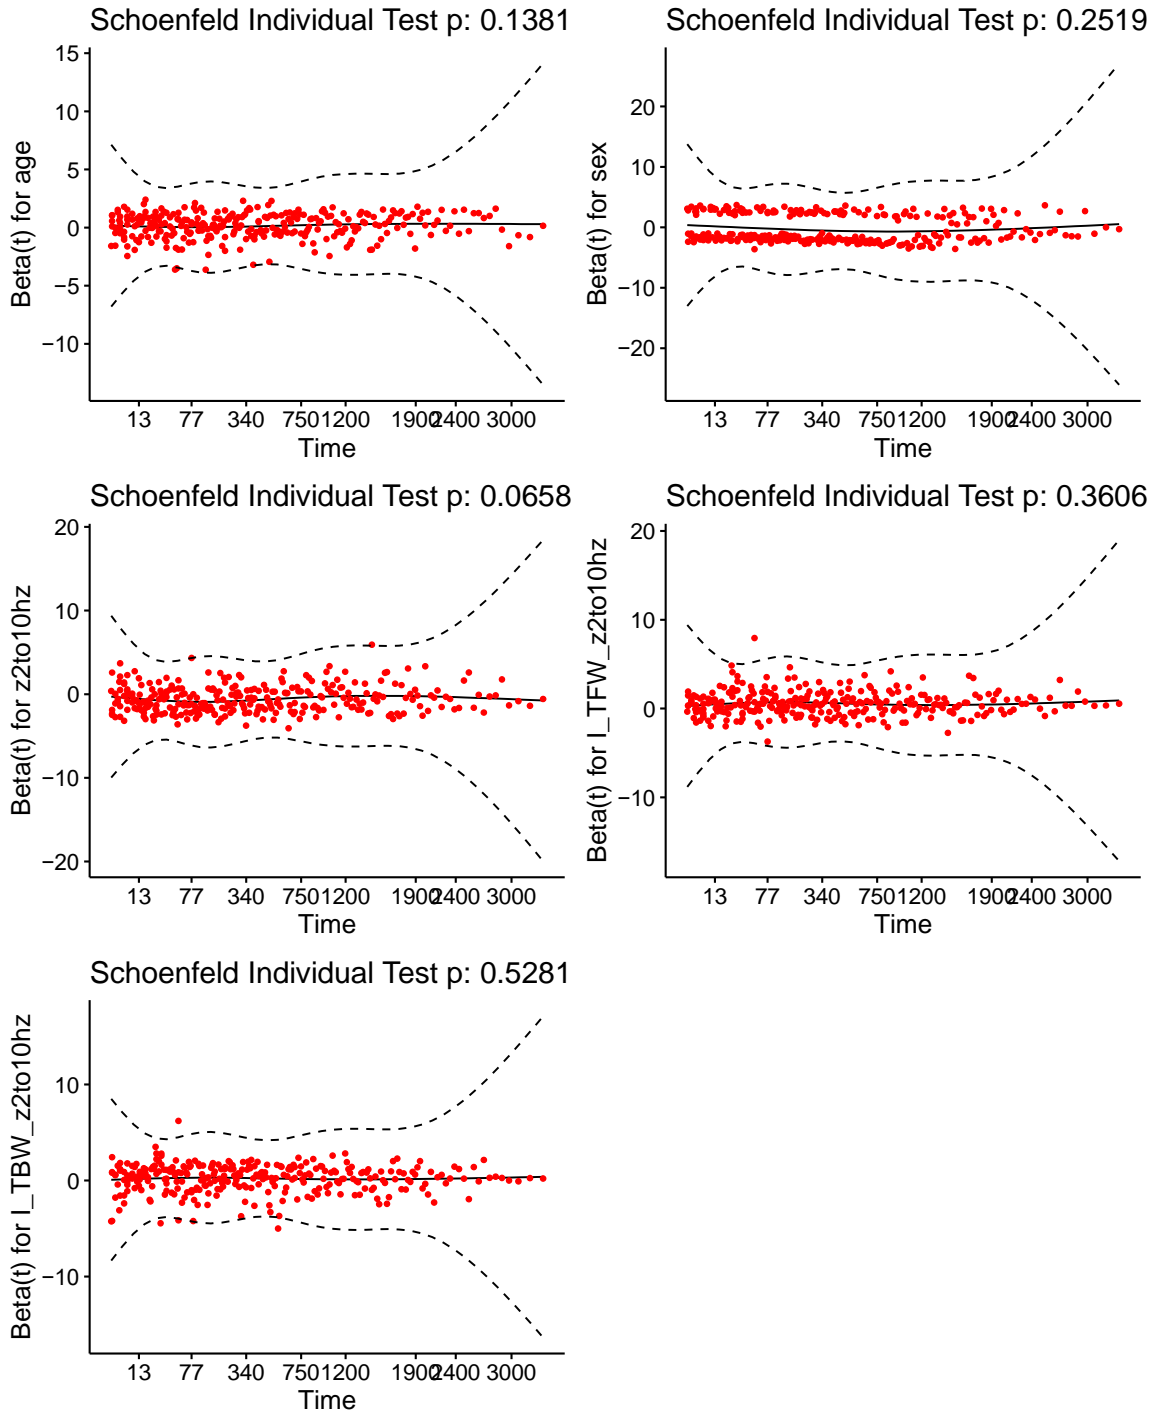 Schoenfeld Individual Test p: 0.1381
Beta(t) for age
15
10
5
0
−5
−10
13 77 340 750 1200 1900 2400 3000
Time
Schoenfeld Individual Test p: 0.2519
Beta(t) for sex
20
10
0
−10
−20
13 77 340 750 1200 1900 2400 3000
Time
Schoenfeld Individual Test p: 0.0658
Beta(t) for z2to10hz
20
10
0
−10
−20
13 77 340 750 1200 1900 2400 3000
Time
Schoenfeld Individual Test p: 0.3606
Beta(t) for I_TFW_z2to10hz
20
10
0
−10
13 77 340 750 1200 1900 2400 3000
Time
Schoenfeld Individual Test p: 0.5281
Beta(t) for I_TBW_z2to10hz
10
0
−10
13 77 340 750 1200 1900 2400 3000
Time